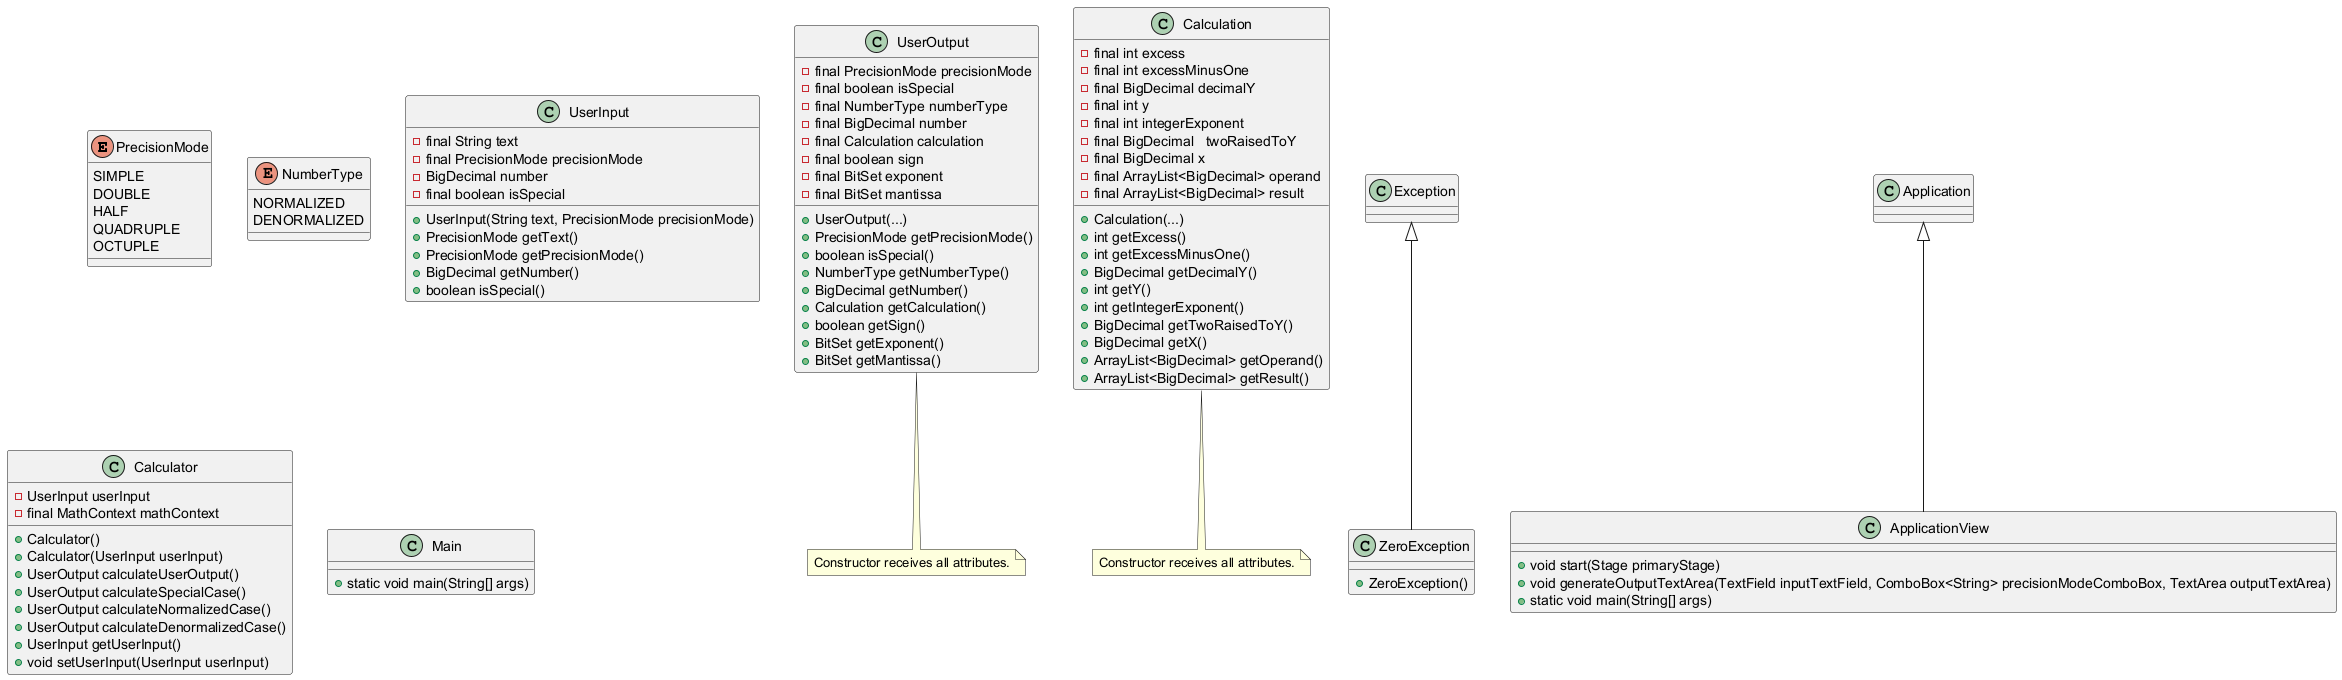 E PrecisionMode
SIMPLE
DOUBLE
HALF
QUADRUPLE
OCTUPLE
E NumberType
NORMALIZED
DENORMALIZED
C UserInput
final String text
final PrecisionMode precisionMode
BigDecimal number
final boolean isSpecial
UserInput(String text, PrecisionMode precisionMode)
PrecisionMode getText()
PrecisionMode getPrecisionMode()
BigDecimal getNumber()
boolean isSpecial()
C UserOutput
final PrecisionMode precisionMode
final boolean isSpecial
final NumberType numberType
final BigDecimal number
final Calculation calculation
final boolean sign
final BitSet exponent
final BitSet mantissa
UserOutput(...)
PrecisionMode getPrecisionMode()
boolean isSpecial()
NumberType getNumberType()
BigDecimal getNumber()
Calculation getCalculation()
boolean getSign()
BitSet getExponent()
BitSet getMantissa()
C Calculation
final int excess
final int excessMinusOne
final BigDecimal decimalY
final int y
final int integerExponent
final BigDecimal   twoRaisedToY
final BigDecimal x
final ArrayList<BigDecimal> operand
final ArrayList<BigDecimal> result
Calculation(...)
int getExcess()
int getExcessMinusOne()
BigDecimal getDecimalY()
int getY()
int getIntegerExponent()
BigDecimal getTwoRaisedToY()
BigDecimal getX()
ArrayList<BigDecimal> getOperand()
ArrayList<BigDecimal> getResult()
C Exception
C Application
C Calculator
UserInput userInput
final MathContext mathContext
Calculator()
Calculator(UserInput userInput)
UserOutput calculateUserOutput()
UserOutput calculateSpecialCase()
UserOutput calculateNormalizedCase()
UserOutput calculateDenormalizedCase()
UserInput getUserInput()
void setUserInput(UserInput userInput)
C Main
static void main(String[] args)
Constructor receives all attributes.
Constructor receives all attributes.
C ZeroException
ZeroException()
C ApplicationView
void start(Stage primaryStage)
void generateOutputTextArea(TextField inputTextField, ComboBox<String> precisionModeComboBox, TextArea outputTextArea)
static void main(String[] args)